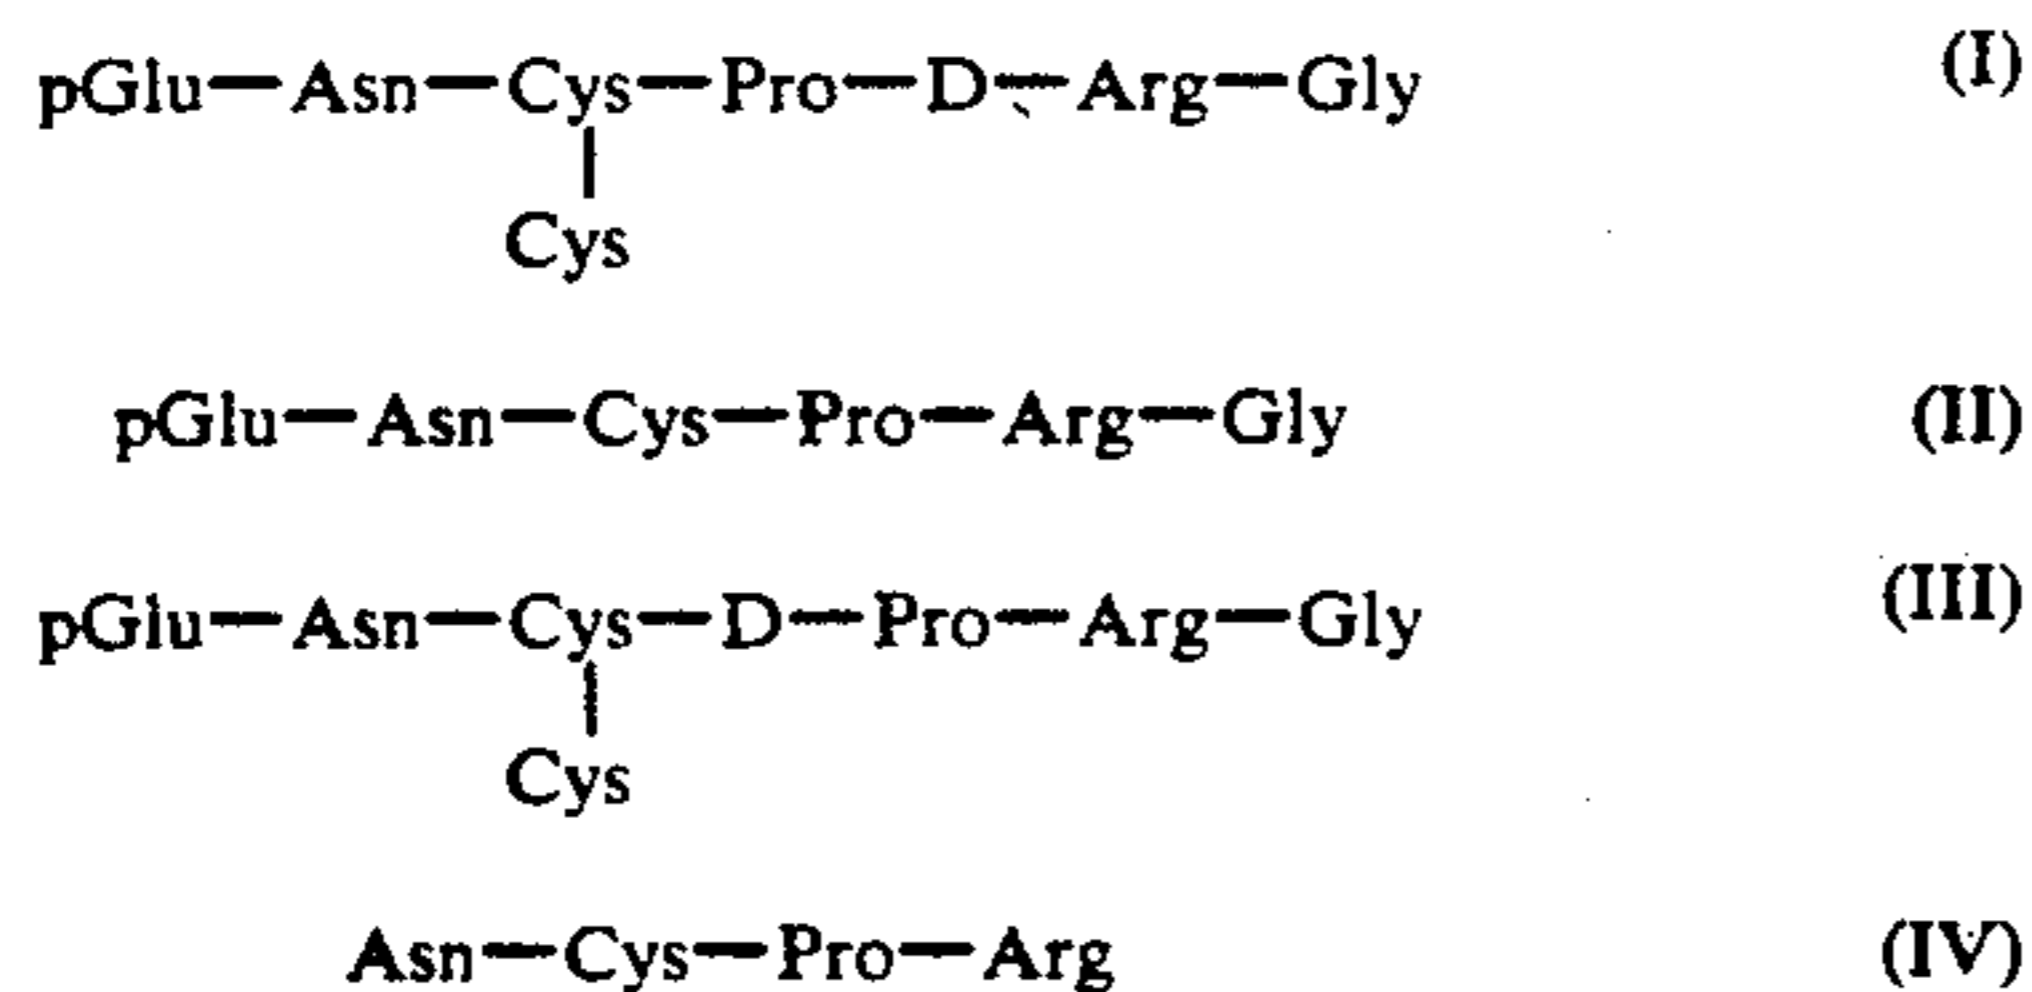 pGlu—Asn—Cys—Pro—D—Arg—Gly (I)
Cys
pGlu—Asn—Cys—Pro—Arg—Gly (II)
pGlu—Asn—Cys—D—Pro—Arg—Gly (III)
Cys
Asn—Cys—Pro—Arg (IV)